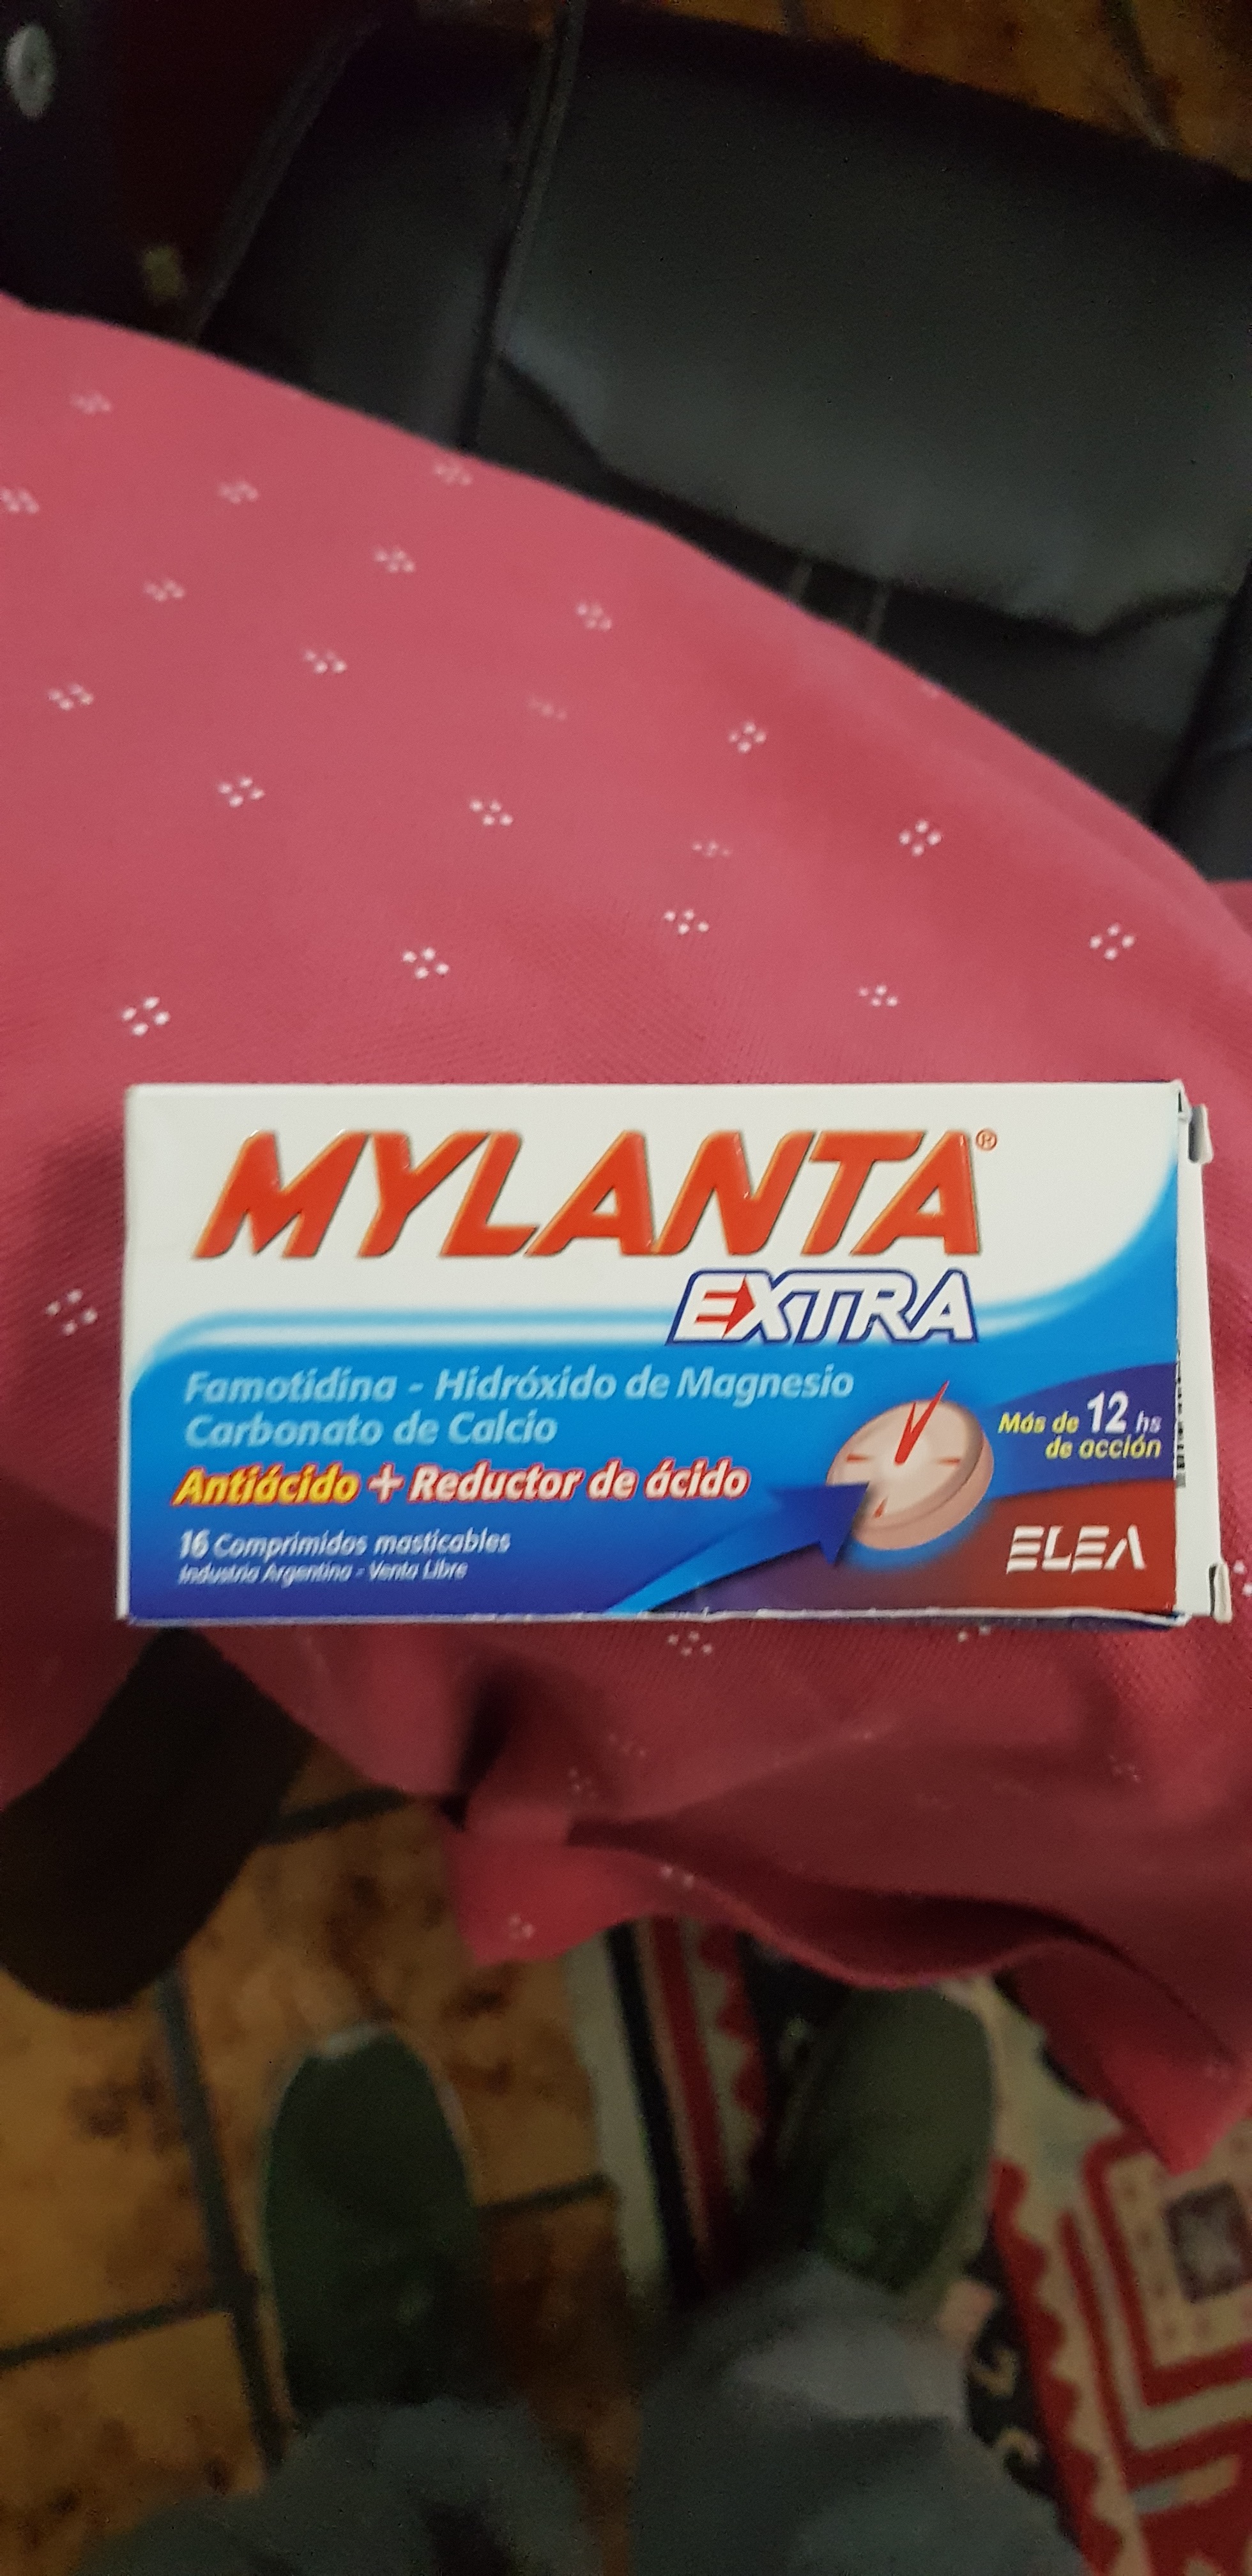 MYLANTA®
EXTRA
Famotidina - Hidróxido de Magnesio
Carbonato de Calcio
Antiácido + Reductor de ácido
16 Comprimidos masticables
Industria Argentina - Venta Libre
Más de 12 hs
de acción
ELEA